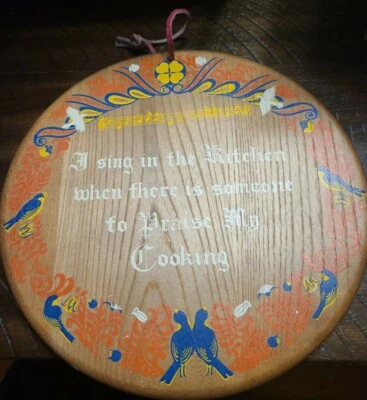 I sing in the Kitchen
when there is someone
to Praise My
Cooking